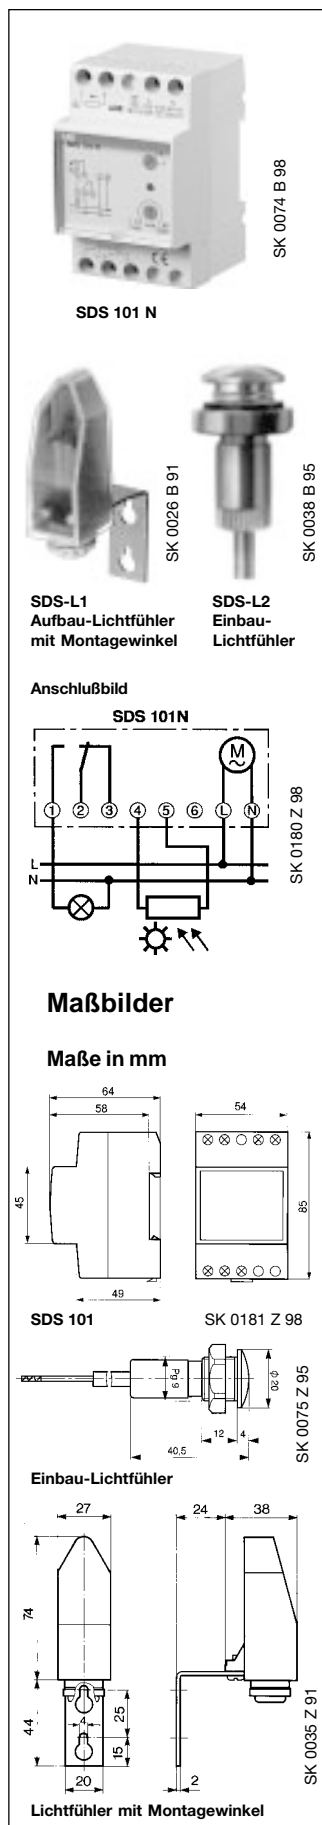 SK 0074 B 98
SDS 101 N
SK 0026 B 91
SK 0038 B 95
SDS-L1
Aufbau-Lichtfühler
mit Montagewinkel
SDS-L2
Einbau-
Lichtfühler
Anschlußbild
SDS 101N
M
~
1 2 3 4 5 6 L N
L
N
SK 0180 Z 98
Maßbilder
Maße in mm
64
58
54
45
85
49
SDS 101
SK 0181 Z 98
Pg 9
ϕ 20
12
4
40,5
SK 0075 Z 95
Einbau-Lichtfühler
27
24
38
74
44
4
25
15
20
2
SK 0035 Z 91
Lichtfühler mit Montagewinkel